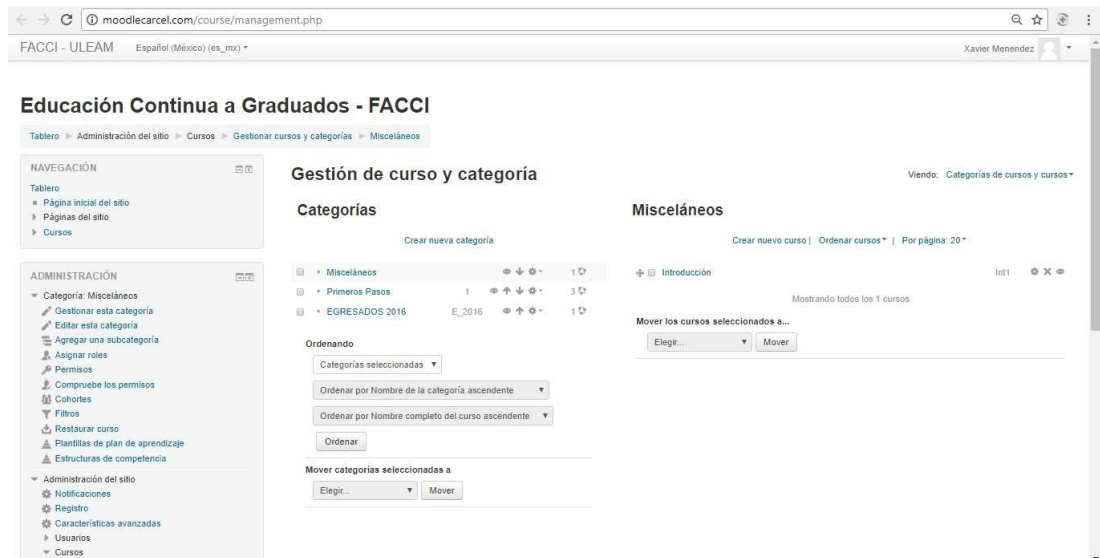 moodlecarcel.com/course/management.php
FACCI - ULEAM Español (México) (es_mx) Xavier Menendez
Educación Continua a Graduados - FACCI
Tablero Administración del sitio Cursos Gestionar cursos y categorías Misceláneos
NAVEGACIÓN
Tablero
Página inicial del sitio
Páginas del sitio
Cursos
ADMINISTRACIÓN
Categoría: Misceláneos
Gestionar esta categoría
Editar esta categoría
Agregar una subcategoría
Asignar roles
Permisos
Compruebe los permisos
Cohortes
Filtros
Restaurar curso
Plantillas de plan de aprendizaje
Estructuras de competencia
Administración del sitio
Notificaciones
Registro
Características avanzadas
Usuarios
Cursos
Gestión de curso y categoría
Viendo: Categorías de cursos y cursos
Categorías
Crear nueva categoría
Misceláneos 1
Primeros Pasos 1 3
EGRESADOS 2016 E_2016 1
Ordenando
Categorías seleccionadas
Ordenar por Nombre de la categoría ascendente
Ordenar por Nombre completo del curso ascendente
Ordenar
Mover categorías seleccionadas a
Elegir... Mover
Misceláneos
Crear nuevo curso | Ordenar cursos | Por página: 20
Introducción Int1
Mostrando todos los 1 cursos
Mover los cursos seleccionados a...
Elegir... Mover